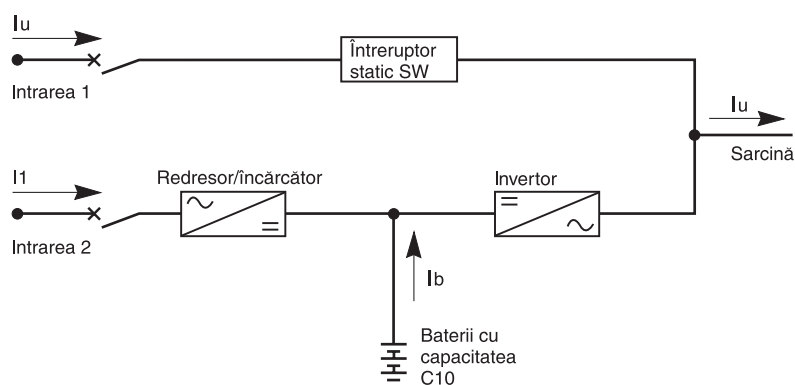 Iu
Întreruptor
static SW
Intrarea 1
Iu
Sarcină
I1
Redresor/încărcător
Invertor
Intrarea 2
Ib
Baterii cu
capacitatea
C10